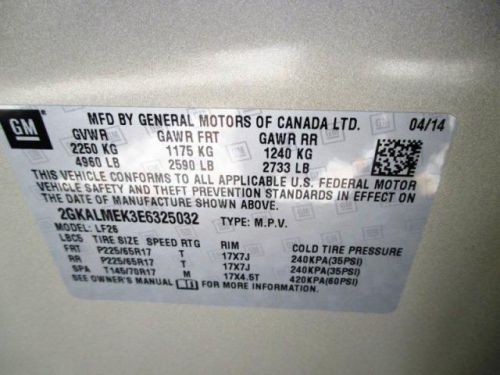 GM
MFD BY GENERAL MOTORS OF CANADA LTD. 04/14
GVWR GAWR FRT GAWR RR
2250 KG 1175 KG 1240 KG
4960 LB 2590 LB 2733 LB
THIS VEHICLE CONFORMS TO ALL APPLICABLE U.S. FEDERAL MOTOR
VEHICLE SAFETY AND THEFT PREVENTION STANDARDS IN EFFECT ON
THE DATE OF MANUFACTURE SHOWN ABOVE.
2GKALMEK3E6325032 TYPE: M.P.V.
MODEL: LF26
LBC5 TIRE SIZE SPEED RTG RIM COLD TIRE PRESSURE
FRT P225/65R17 T 17X7J 240KPA(35PSI)
RR P225/65R17 T 17X7J 240KPA(35PSI)
SPA T145/70R17 M 17X4.5T 420KPA(60PSI)
SEE OWNER'S MANUAL